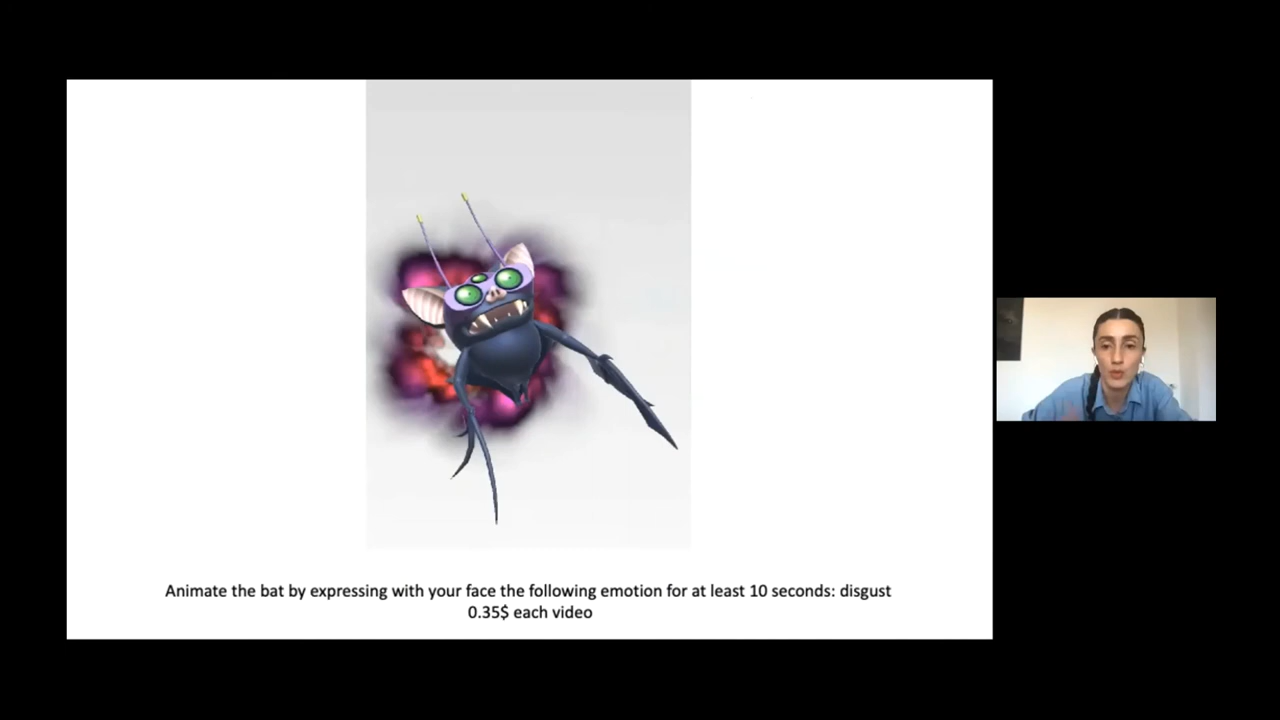 Animate the bat by expressing with your face the following emotion for at least 10 seconds: disgust
0.35$ each video